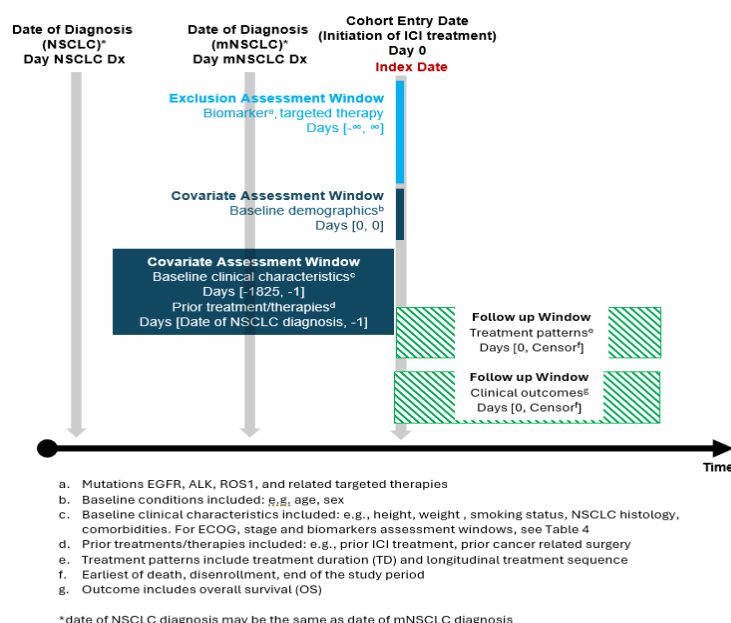 Date of Diagnosis
(NSCLC)*
Day NSCLC Dx
Date of Diagnosis
(mNSCLC)*
Day mNSCLC Dx
Cohort Entry Date
(Initiation of ICI treatment)
Day 0
Index Date
Exclusion Assessment Window
Biomarkerᵃ, targeted therapy
Days [-∞, ∞]
Covariate Assessment Window
Baseline demographicsᵇ
Days [0, 0]
Covariate Assessment Window
Baseline clinical characteristicsᶜ
Days [-1825, -1]
Prior treatment/therapiesᵈ
Days [Date of NSCLC diagnosis, -1]
Follow up Window
Treatment patternsᵉ
Days [0, Censorᶠ]
Follow up Window
Clinical outcomesᵍ
Days [0, Censorᶠ]
Time
a. Mutations EGFR, ALK, ROS1, and related targeted therapies
b. Baseline conditions included: e.g. age, sex
c. Baseline clinical characteristics included: e.g., height, weight , smoking status, NSCLC histology,
comorbidities. For ECOG, stage and biomarkers assessment windows, see Table 4
d. Prior treatments/therapies included: e.g., prior ICI treatment, prior cancer related surgery
e. Treatment patterns include treatment duration (TD) and longitudinal treatment sequence
f. Earliest of death, disenrollment, end of the study period
g. Outcome includes overall survival (OS)
*date of NSCLC diagnosis may be the same as date of mNSCLC diagnosis